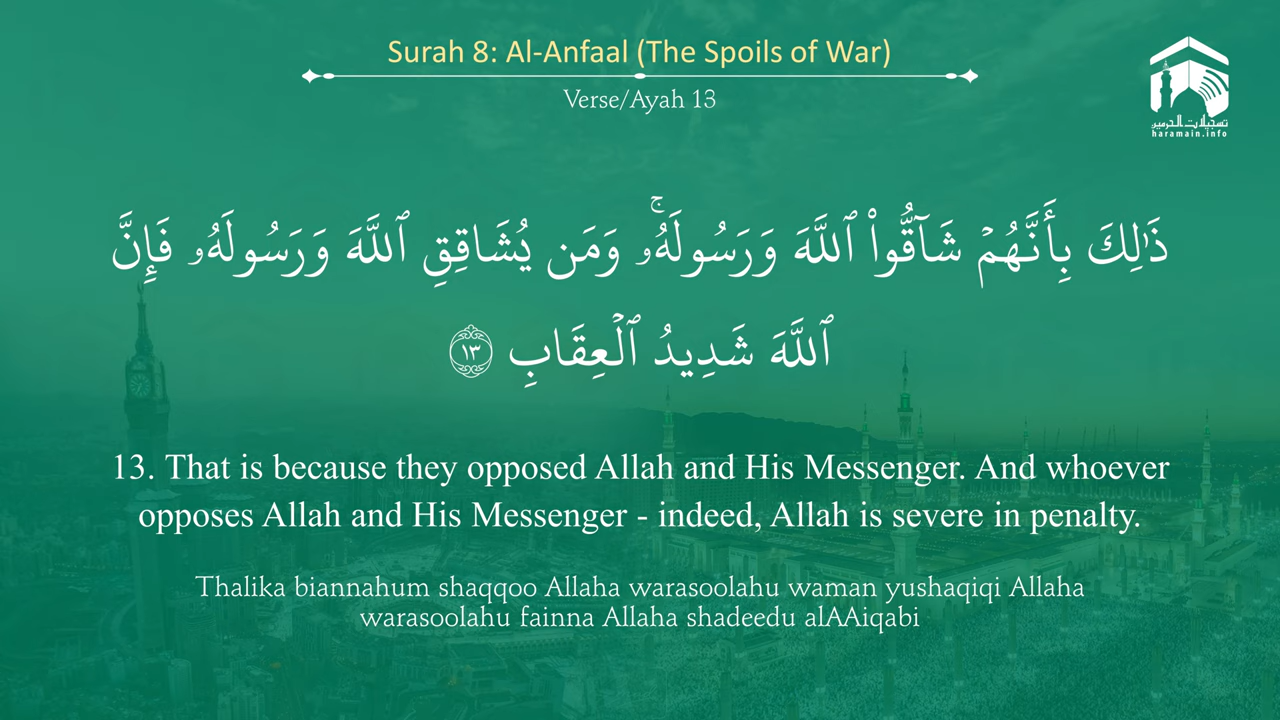 Surah 8: Al-Anfaal (The Spoils of War)
Verse/Ayah 13
تسجيلات الحرمين
haramain.info
ذَٰلِكَ بِأَنَّهُمْ شَآقُّوا۟ ٱللَّهَ وَرَسُولَهُۥ ۚ وَمَن يُشَاقِقِ ٱللَّهَ وَرَسُولَهُۥ فَإِنَّ
ٱللَّهَ شَدِيدُ ٱلْعِقَابِ ١٣
13. That is because they opposed Allah and His Messenger. And whoever
opposes Allah and His Messenger - indeed, Allah is severe in penalty.
Thalika biannahum shaqqoo Allaha warasoolahu waman yushaqiqi Allaha
warasoolahu fainna Allaha shadeedu alAAiqabi